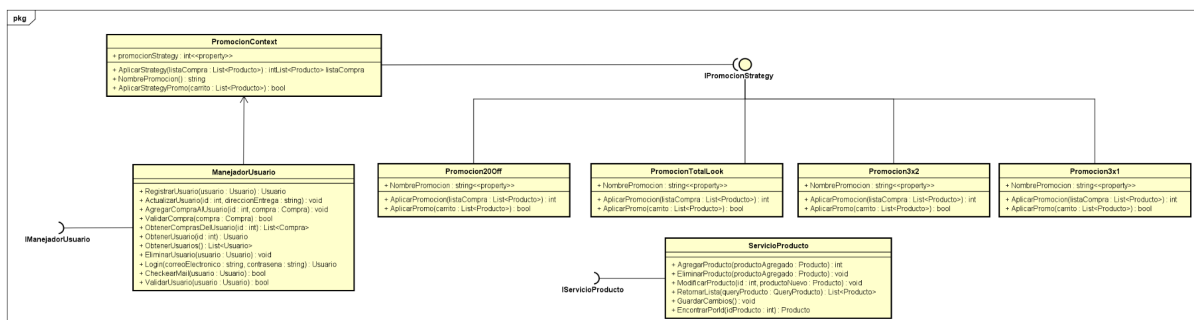 pkg
PromocionContext
+ promocionStrategy : int<<property>>
+ AplicarStrategy(listaCompra : List<Producto>) : intList<Producto> listaCompra
+ NombrePromocion() : string
+ AplicarStrategyPromo(carrito : List<Producto>) : bool
IPromocionStrategy
ManejadorUsuario
+ RegistrarUsuario(usuario : Usuario) : Usuario
+ ActualizarUsuario(id : int, direccionEntrega : string) : void
+ AgregarCompraAlUsuario(id : int, compra : Compra) : void
+ ValidarCompra(compra : Compra) : bool
+ ObtenerComprasDelUsuario(id : int) : List<Compra>
+ ObtenerUsuario(id : int) : Usuario
+ ObtenerUsuarios() : List<Usuario>
+ EliminarUsuario(usuario : Usuario) : void
+ Login(correoElectronico : string, contrasena : string) : Usuario
+ CheckearMail(usuario : Usuario) : bool
+ ValidarUsuario(usuario : Usuario) : bool
IManejadorUsuario
Promocion20Off
+ NombrePromocion : string<<property>>
+ AplicarPromocion(listaCompra : List<Producto>) : int
+ AplicarPromo(carrito : List<Producto>) : bool
PromocionTotalLook
+ NombrePromocion : string<<property>>
+ AplicarPromocion(listaCompra : List<Producto>) : int
+ AplicarPromo(carrito : List<Producto>) : bool
Promocion3x2
+ NombrePromocion : string<<property>>
+ AplicarPromocion(listaCompra : List<Producto>) : int
+ AplicarPromo(carrito : List<Producto>) : bool
Promocion3x1
+ NombrePromocion : string<<property>>
+ AplicarPromocion(listaCompra : List<Producto>) : int
+ AplicarPromo(carrito : List<Producto>) : bool
ServicioProducto
+ AgregarProducto(productoAgregado : Producto) : int
+ EliminarProducto(productoAgregado : Producto) : void
+ ModificarProducto(id : int, productoNuevo : Producto) : void
+ RetornarLista(queryProducto : QueryProducto) : List<Producto>
+ GuardarCambios() : void
+ EncontrarPorId(idProducto : int) : Producto
IServicioProducto